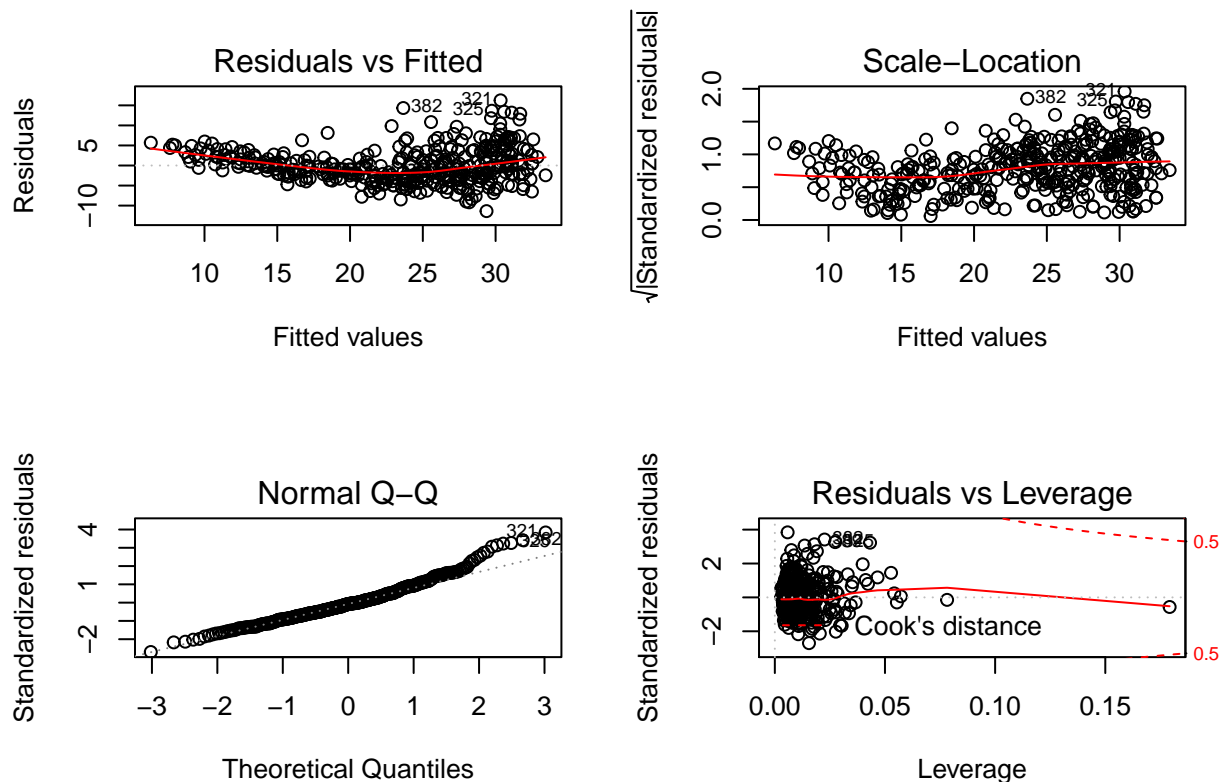 Residuals vs Fitted
Residuals
5
−10
382
321
325
10 15 20 25 30
Fitted values
Scale−Location
√|Standardized residuals|
2.0
1.0
0.0
382
321
325
10 15 20 25 30
Fitted values
Normal Q−Q
Standardized residuals
4
1
−2
321
382
325
−3 −2 −1 0 1 2 3
Theoretical Quantiles
Residuals vs Leverage
Standardized residuals
2
0
−2
0.5
Cook's distance
0.5
0.00 0.05 0.10 0.15
Leverage